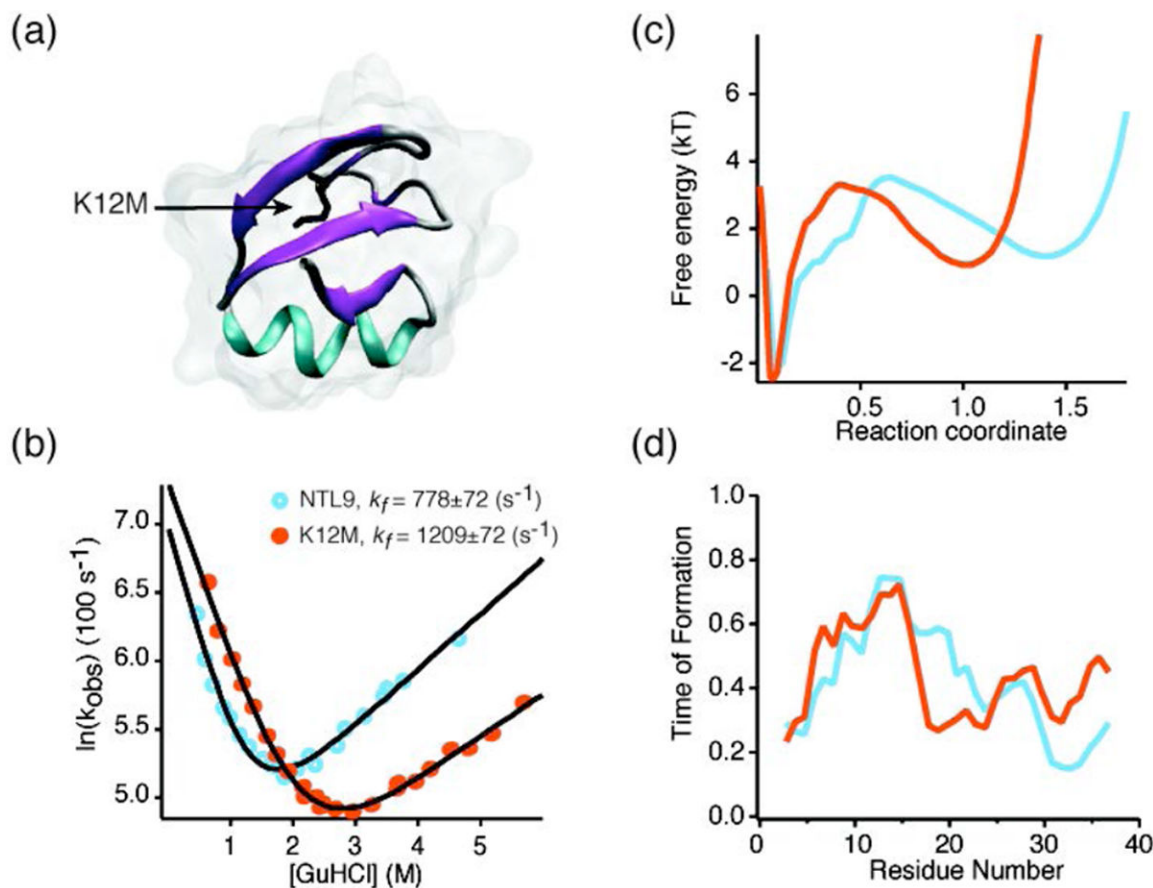 (a)
K12M
(b)
NTL9, kf = 778±72 (s-1)
K12M, kf = 1209±72 (s-1)
ln(kobs) (100 s-1)
7.0
6.5
6.0
5.5
5.0
1 2 3 4 5
[GuHCl] (M)
(c)
Free energy (kT)
6
4
2
0
-2
0.5 1.0 1.5
Reaction coordinate
(d)
Time of Formation
1.0
0.8
0.6
0.4
0.2
0.0
0 10 20 30 40
Residue Number